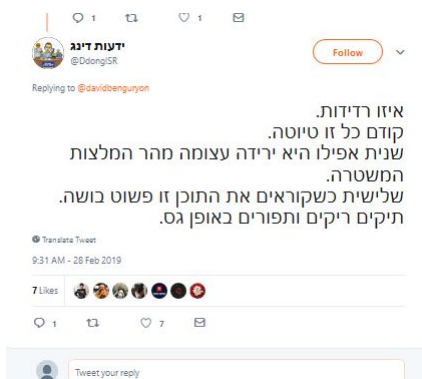 1 1
ידעות דינג
@DdongISR
Follow
Replying to @davidbenguryon
איזו רדידות.
קודם כל זו טיוטה.
שנית אפילו היא ירידה עצומה מהר המלצות
המשטרה.
שלישית כשקוראים את התוכן זו פשוט בושה.
תיקים ריקים ותפורים באופן גס.
Translate Tweet
9:31 AM - 28 Feb 2019
7 Likes
1 7
Tweet your reply